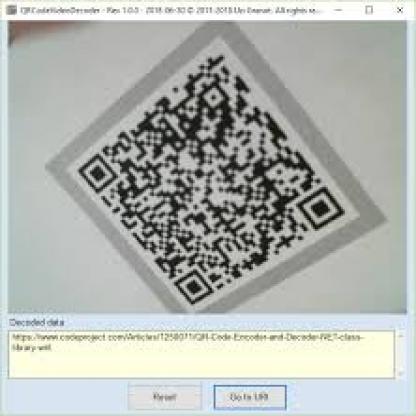 QRCodeVideoDecoder - Rev 1.0.0 - 2018-06-30 © 2013-2018 Uzi Granot. All rights re...
Decoded data
https://www.codeproject.com/Articles/1250071/QR-Code-Encoder-and-Decoder-NET-class-
library-writ
Reset
Go to URI